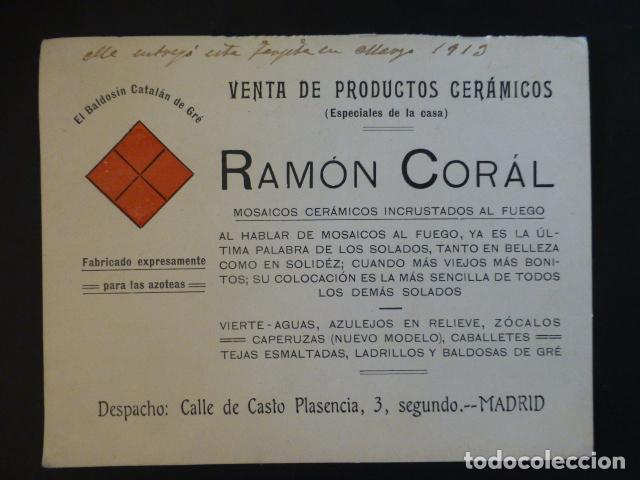 Me entregó esta tarjeta en Marzo 1913
El Baldosín Catalán de Gré
Fabricado expresamente
para las azoteas
VENTA DE PRODUCTOS CERÁMICOS
(Especiales de la casa)
RAMÓN CORÁL
MOSAICOS CERÁMICOS INCRUSTADOS AL FUEGO
AL HABLAR DE MOSAICOS AL FUEGO, YA ES LA ÚL-
TIMA PALABRA DE LOS SOLADOS, TANTO EN BELLEZA
COMO EN SOLIDÉZ; CUANDO MÁS VIEJOS MÁS BONI-
TOS; SU COLOCACIÓN ES LA MÁS SENCILLA DE TODOS
LOS DEMÁS SOLADOS
VIERTE-AGUAS, AZULEJOS EN RELIEVE, ZÓCALOS
CAPERUZAS (NUEVO MODELO), CABALLETES
TEJAS ESMALTADAS, LADRILLOS Y BALDOSAS DE GRÉ
Despacho: Calle de Casto Plasencia, 3, segundo.--MADRID
todocoleccion.net